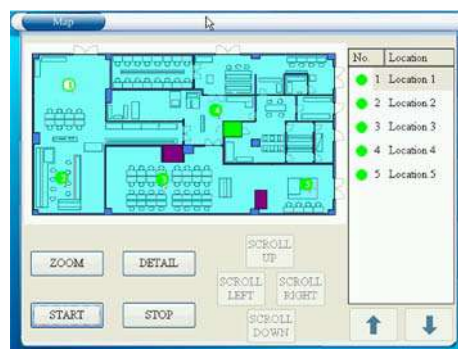 Map
No. Location
1 Location 1
2 Location 2
3 Location 3
4 Location 4
5 Location 5
ZOOM
DETAIL
START
STOP
SCROLL
UP
SCROLL
LEFT
SCROLL
RIGHT
SCROLL
DOWN